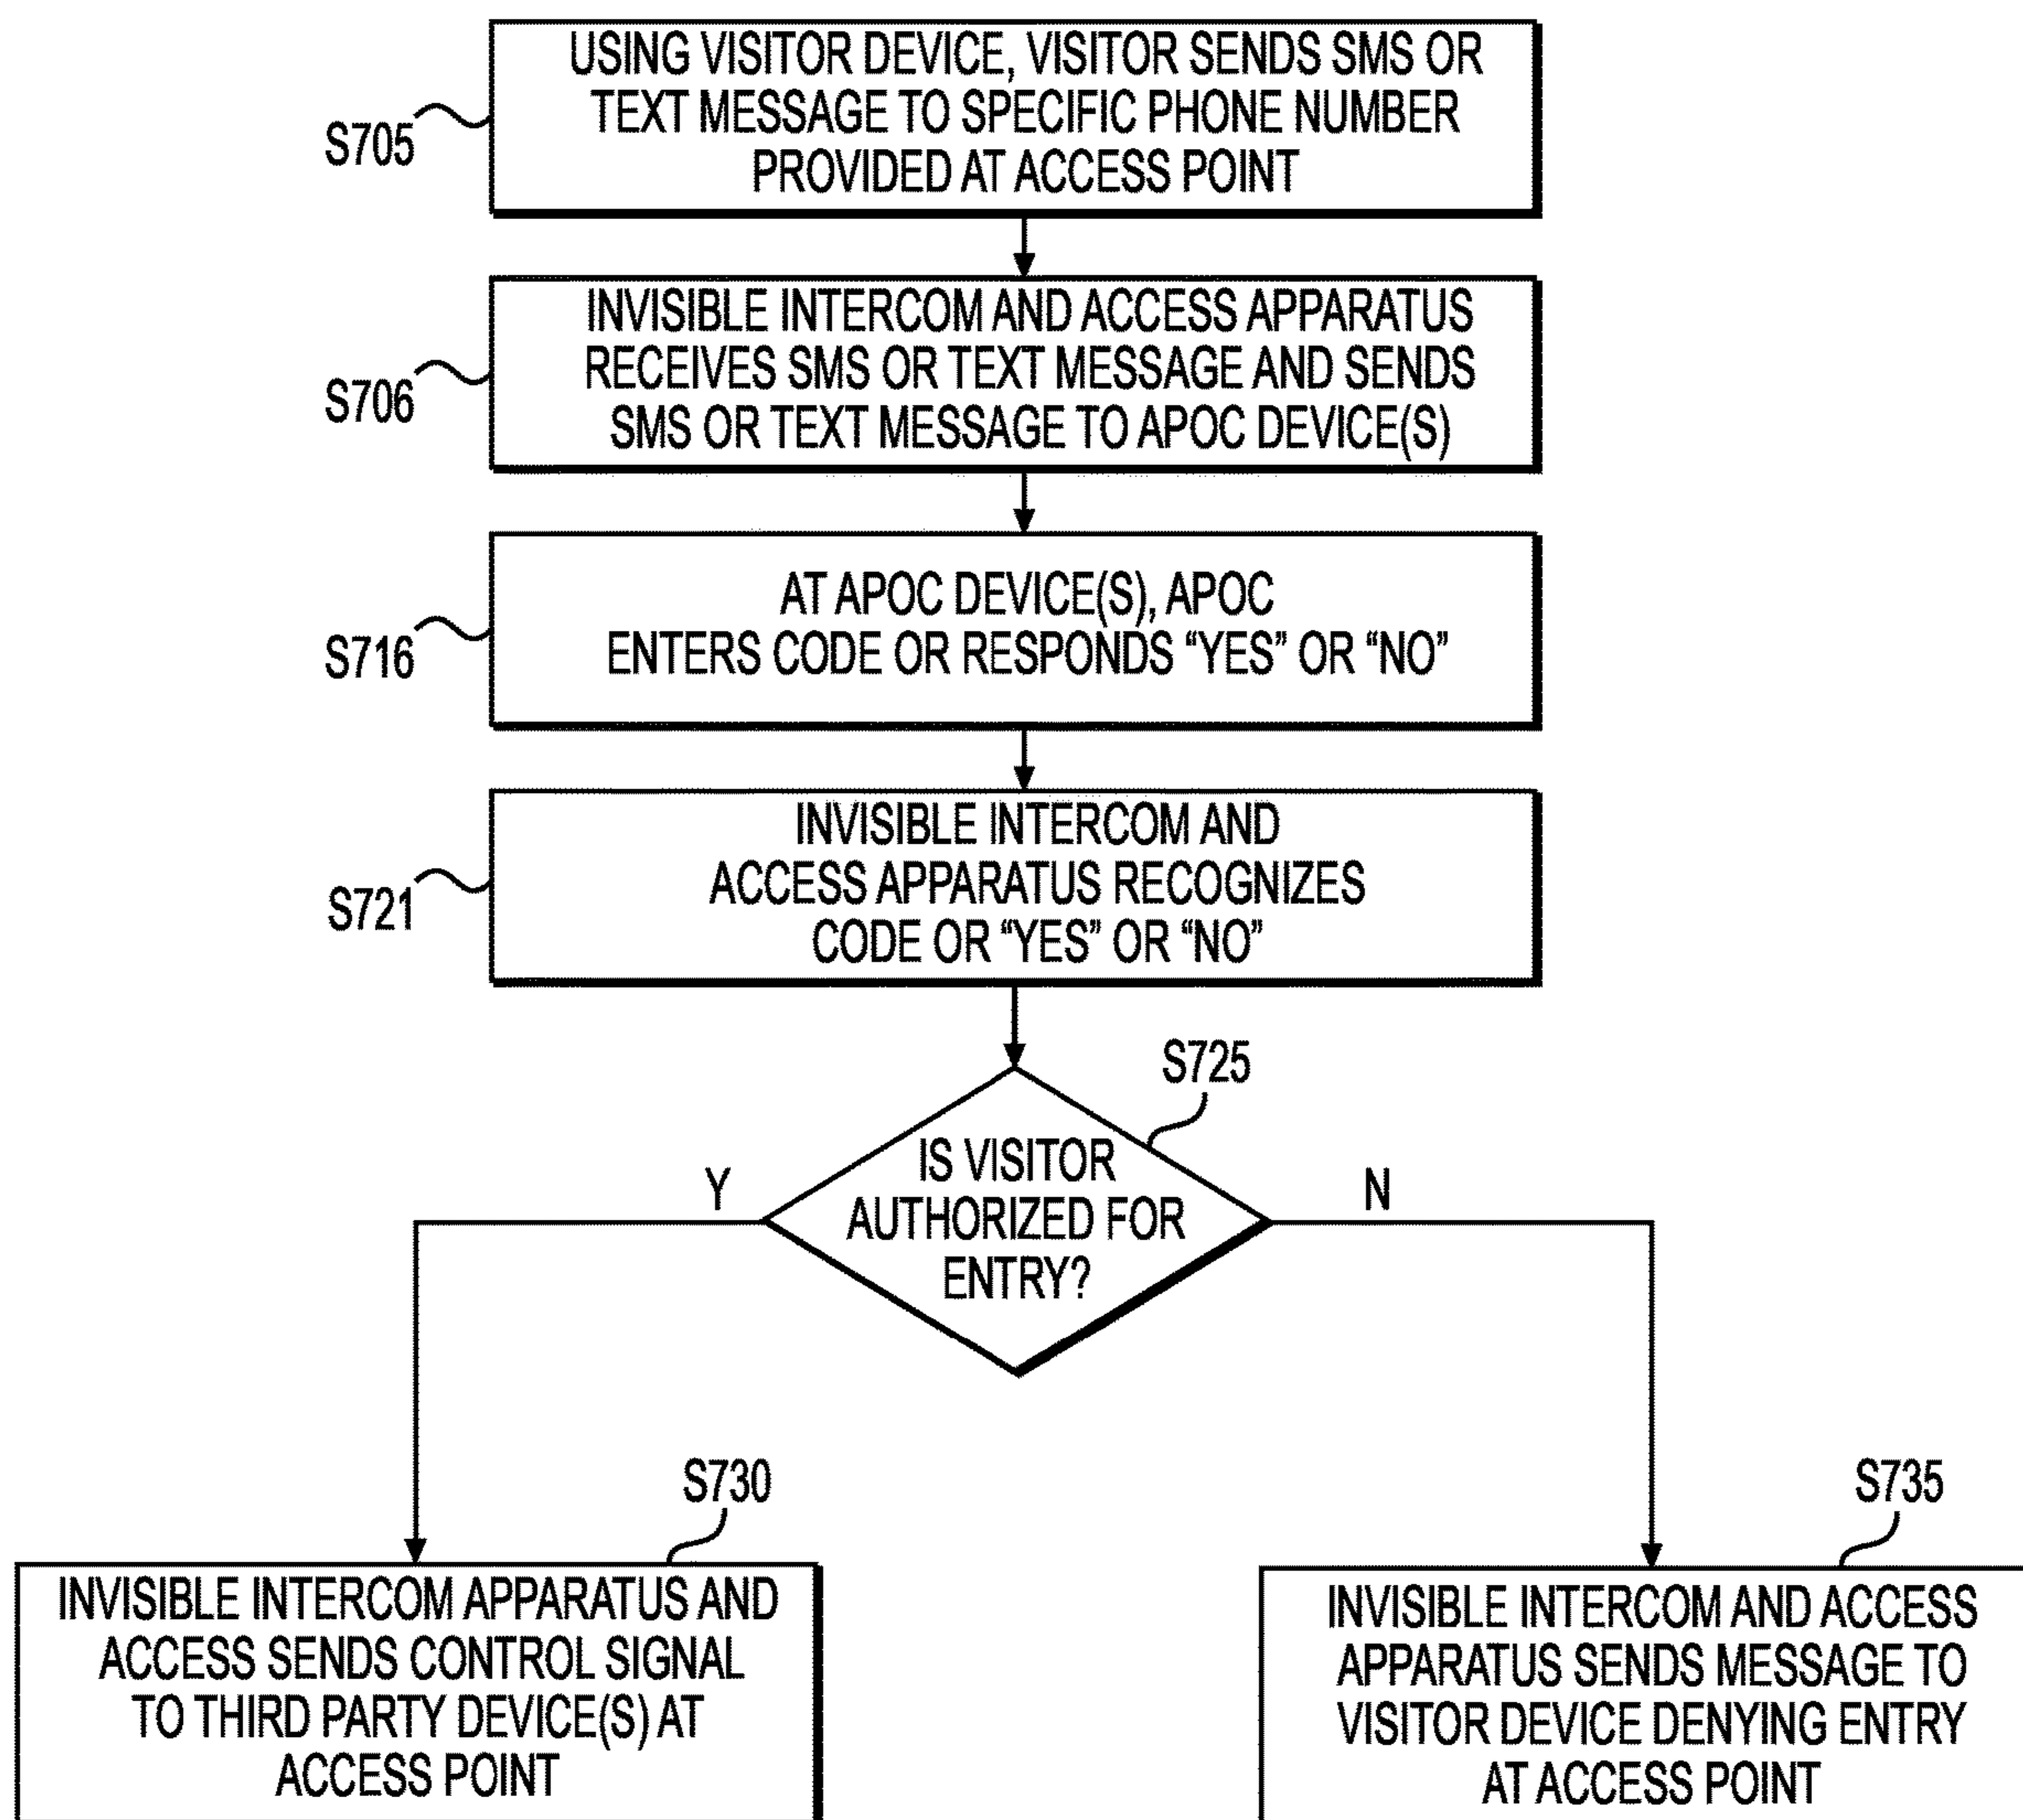 USING VISITOR DEVICE, VISITOR SENDS SMS OR
TEXT MESSAGE TO SPECIFIC PHONE NUMBER
PROVIDED AT ACCESS POINT
S705
INVISIBLE INTERCOM AND ACCESS APPARATUS
RECEIVES SMS OR TEXT MESSAGE AND SENDS
SMS OR TEXT MESSAGE TO APOC DEVICE(S)
S706
AT APOC DEVICE(S), APOC
ENTERS CODE OR RESPONDS “YES” OR “NO”
S716
INVISIBLE INTERCOM AND
ACCESS APPARATUS RECOGNIZES
CODE OR “YES” OR “NO”
S721
S725
IS VISITOR
AUTHORIZED FOR
ENTRY?
Y
N
S730
INVISIBLE INTERCOM APPARATUS AND
ACCESS SENDS CONTROL SIGNAL
TO THIRD PARTY DEVICE(S) AT
ACCESS POINT
S735
INVISIBLE INTERCOM AND ACCESS
APPARATUS SENDS MESSAGE TO
VISITOR DEVICE DENYING ENTRY
AT ACCESS POINT